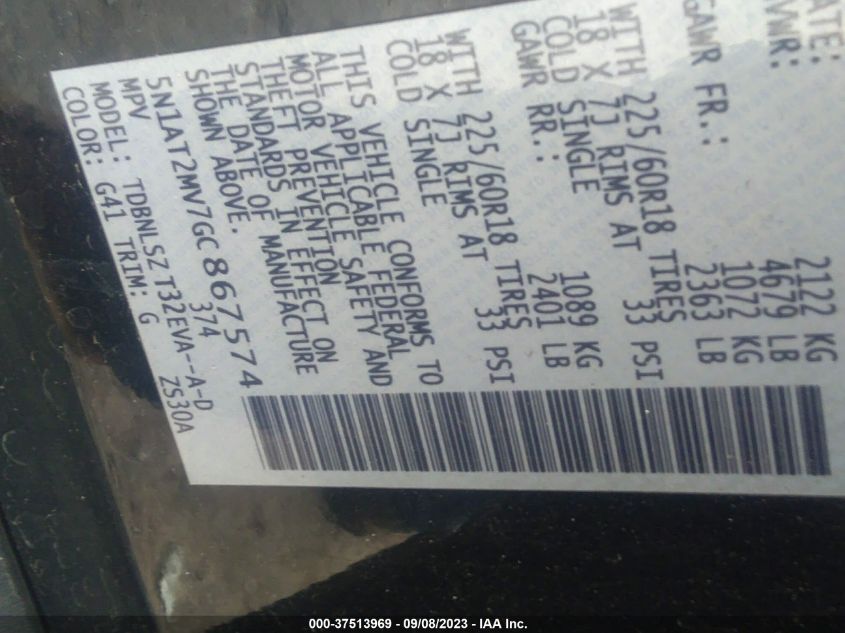 ATE:
VWR: 2122 KG
4679 LB
GAWR FR.: 1072 KG
2363 LB
WITH 225/60R18 TIRES
18 X 7J RIMS AT 33 PSI
COLD SINGLE
GAWR RR.: 1089 KG
2401 LB
WITH 225/60R18 TIRES
18 X 7J RIMS AT 33 PSI
COLD SINGLE
THIS VEHICLE CONFORMS TO
ALL APPLICABLE FEDERAL
MOTOR VEHICLE SAFETY AND
THEFT PREVENTION
STANDARDS IN EFFECT ON
THE DATE OF MANUFACTURE
SHOWN ABOVE.
5N1AT2MV7GC867574
MPV 374
MODEL: TDBNLSZ T32EVA--A-D
COLOR: G41 TRIM: G ZS30A
000-37513969 - 09/08/2023 - IAA Inc.